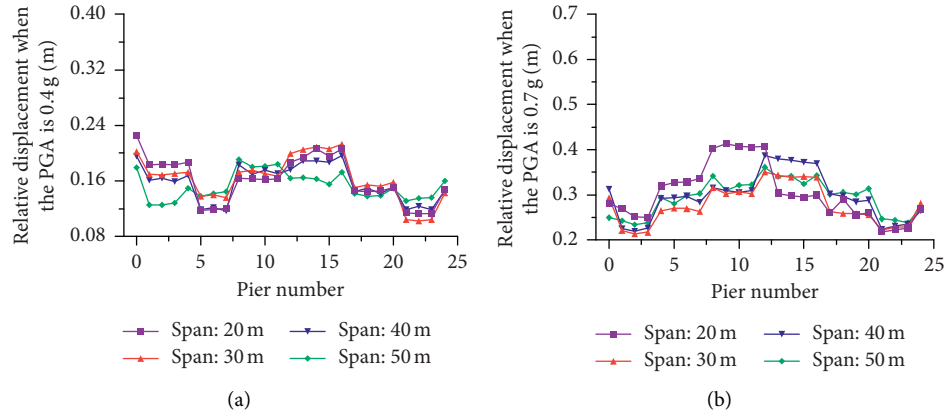 Relative displacement when
the PGA is 0.4 g (m)
0.40
0.32
0.24
0.16
0.08
0 5 10 15 20 25
Pier number
Span: 20 m Span: 40 m
Span: 30 m Span: 50 m
(a)
Relative displacement when
the PGA is 0.7 g (m)
0.7
0.6
0.5
0.4
0.3
0.2
0 5 10 15 20 25
Pier number
Span: 20 m Span: 40 m
Span: 30 m Span: 50 m
(b)